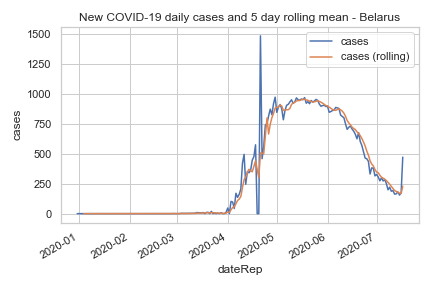 New COVID-19 daily cases and 5 day rolling mean - Belarus
cases
cases (rolling)
1500
1250
1000
750
500
250
0
cases
2020-01
2020-02
2020-03
2020-04
2020-05
2020-06
2020-07
dateRep